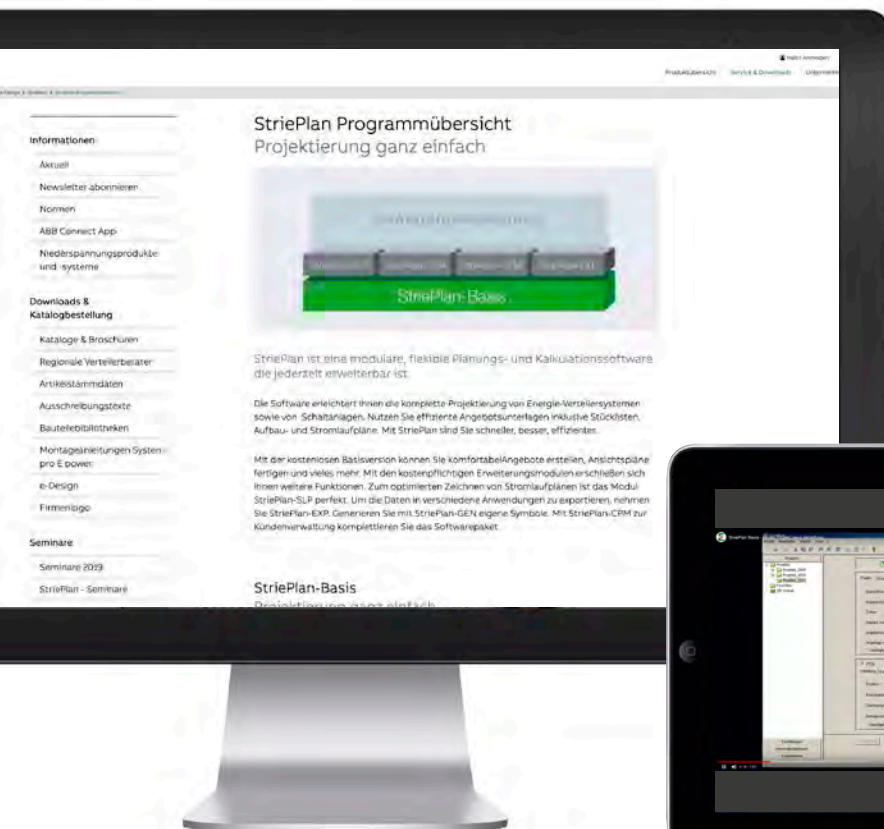 Hallo! Anmelden
Produktübersicht Service & Downloads
Informationen
Aktuell
Newsletter abonnieren
Normen
ABB Connect App
Niederspannungsprodukte
und -systeme
Downloads &
Katalogbestellung
Kataloge & Broschüren
Regionale Verteilerberater
Artikelstammdaten
Ausschreibungstexte
Bauteilebibliotheken
Montageanleitungen System
pro E power
e-Design
Firmenlogo
Seminare
Seminare 2019
StriePlan - Seminare
StriePlan Programmübersicht
Projektierung ganz einfach
StriePlan-Basis
StriePlan ist eine modulare, flexible Planungs- und Kalkulationssoftware
die jederzeit erweiterbar ist.
Die Software erleichtert Ihnen die komplette Projektierung von Energie-Verteilersystemen
sowie von Schaltanlagen. Nutzen Sie effiziente Angebotsunterlagen inklusive Stücklisten,
Aufbau- und Stromlaufpläne. Mit StriePlan sind Sie schneller, besser, effizienter.
Mit der kostenlosen Basisversion können Sie komfortabelAngebote erstellen, Ansichtspläne
fertigen und vieles mehr. Mit den kostenpflichtigen Erweiterungsmodulen erschließen sich
Ihnen weitere Funktionen. Zum optimierten Zeichnen von Stromlaufplänen ist das Modul
StriePlan-SLP perfekt. Um die Daten in verschiedene Anwendungen zu exportieren, nehmen
Sie StriePlan-EXP. Generieren Sie mit StriePlan-GEN eigene Symbole. Mit StriePlan-CPM zur
Kundenverwaltung komplettieren Sie das Softwarepaket.
StriePlan-Basis
Projektierung ganz einfach